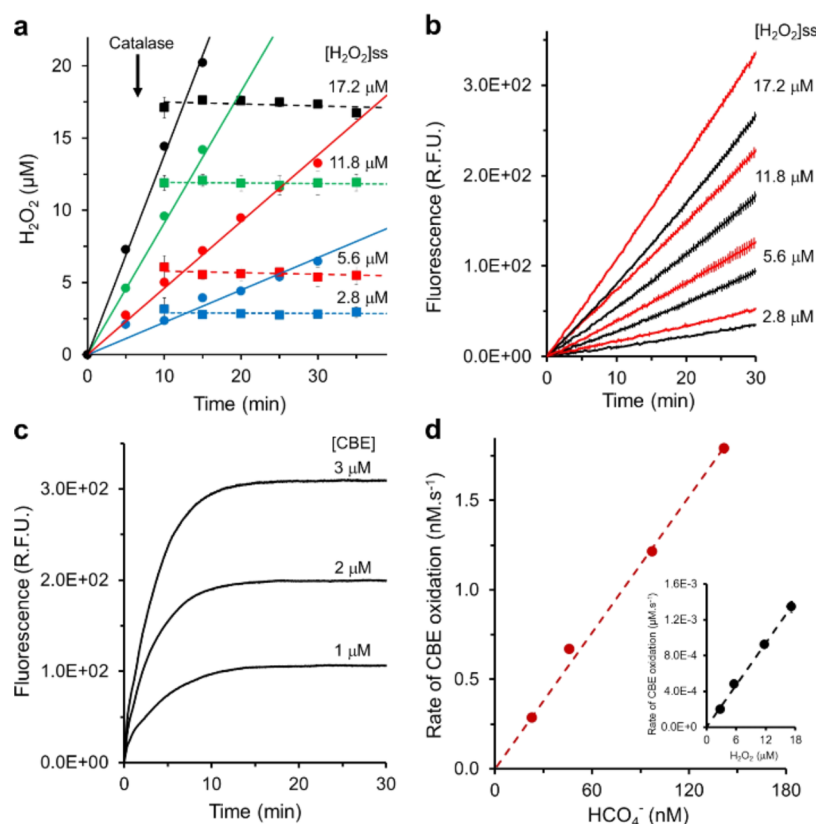 a
Catalase
[H₂O₂]ss
17.2 µM
11.8 µM
5.6 µM
2.8 µM
20
15
10
5
0
H₂O₂ (µM)
0
10
20
30
Time (min)
b
[H₂O₂]ss
17.2 µM
11.8 µM
5.6 µM
2.8 µM
3.0E+02
2.0E+02
1.0E+02
0.0E+00
Fluorescence (R.F.U.)
0
10
20
30
Time (min)
c
[CBE]
3 µM
2 µM
1 µM
3.0E+02
2.0E+02
1.0E+02
0.0E+00
Fluorescence (R.F.U.)
0
5
10
15
20
25
30
Time (min)
d
1.5
1.0
0.5
0.0
Rate of CBE oxidation (nM.s⁻¹)
0
60
120
180
HCO₄⁻ (nM)
1.6E-3
1.2E-3
8.0E-4
4.0E-4
0.0E+0
Rate of CBE oxidation (µM.s⁻¹)
0
6
12
18
H₂O₂ (µM)